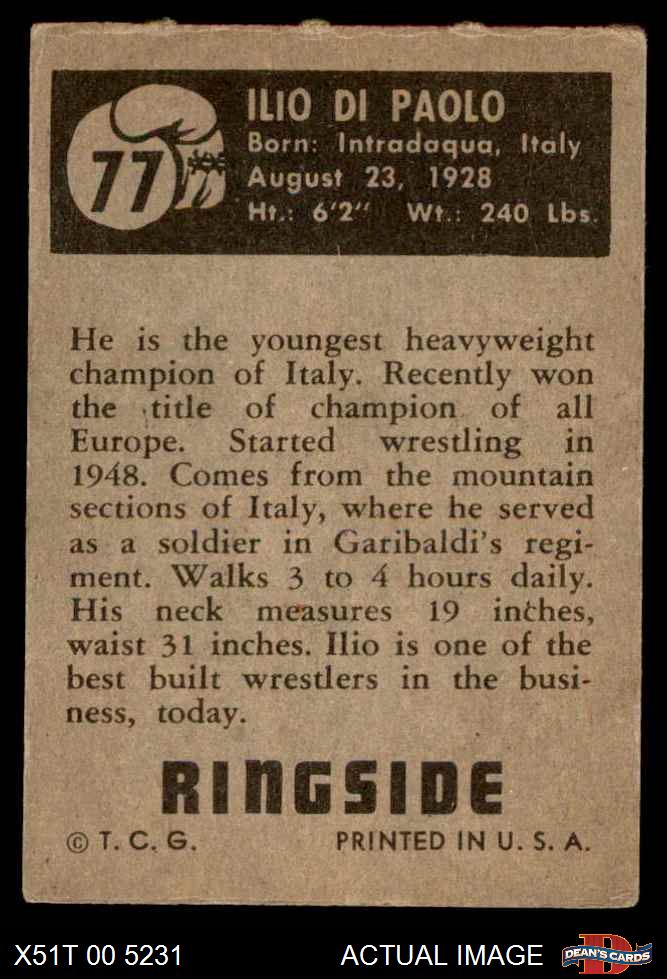 77
ILIO DI PAOLO
Born: Intradaqua, Italy
August 23, 1928
Ht.: 6'2" Wt.: 240 Lbs.
He is the youngest heavyweight
champion of Italy. Recently won
the title of champion of all
Europe. Started wrestling in
1948. Comes from the mountain
sections of Italy, where he served
as a soldier in Garibaldi's regi-
ment. Walks 3 to 4 hours daily.
His neck measures 19 inches,
waist 31 inches. Ilio is one of the
best built wrestlers in the busi-
ness, today.
RINGSIDE
© T. C. G. PRINTED IN U. S. A.
X51T 00 5231 ACTUAL IMAGE
D
DEAN'S CARDS